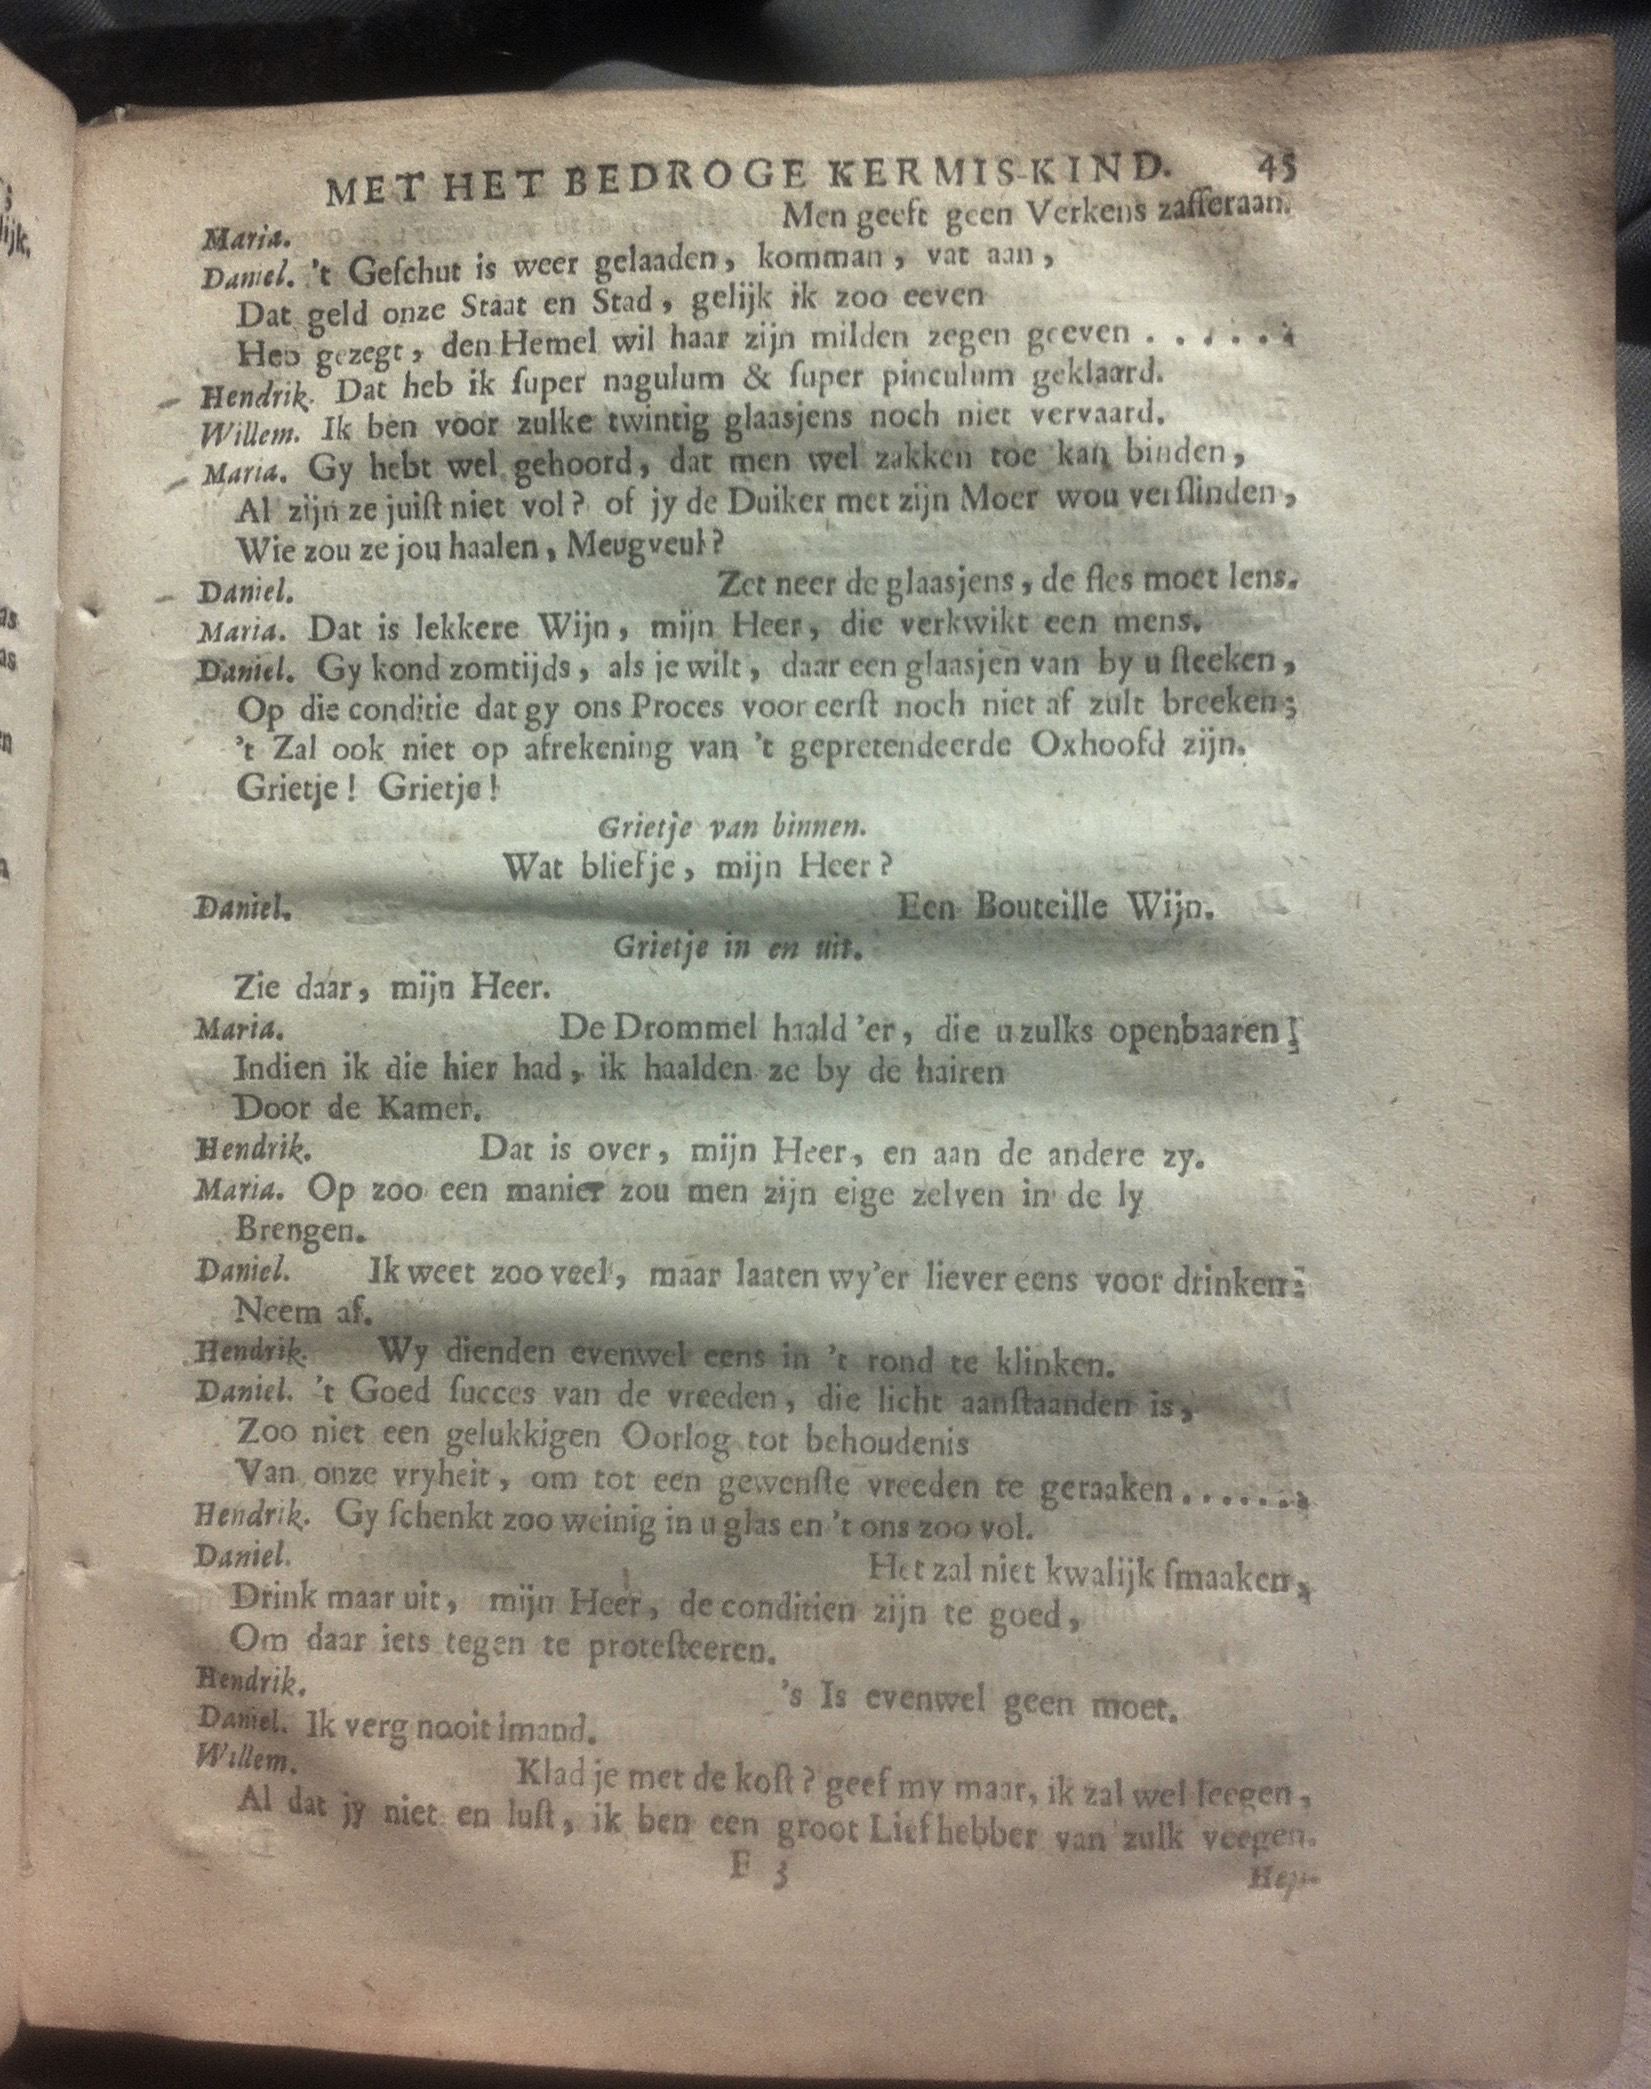 MET HET BEDROGE KERMIS-KIND. 45
Maria. Men geeft geen Verkens zafferaan.
Daniel. 't Geſchut is weer gelaaden, komman, vat aan,
Dat geld onze Staat en Stad, gelijk ik zoo eeven
Heb gezegt, den Hemel wil haar zijn milden zegen geeven . . . . . . .
Hendrik. Dat heb ik ſuper nagulum & ſuper pinculum geklaard.
Willem. Ik ben voor zulke twintig glaasjens noch niet vervaard.
Maria. Gy hebt wel gehoord, dat men wel zakken toe kan binden,
Al zijn ze juiſt niet vol? of jy de Duiker met zijn Moer wou verſlinden,
Wie zou ze jou haalen, Meugveul?
Daniel. Zet neer de glaasjens, de fles moet lens.
Maria. Dat is lekkere Wijn, mijn Heer, die verkwikt een mens.
Daniel. Gy kond zomtijds, als je wilt, daar een glaasjen van by u ſteeken,
Op die conditie dat gy ons Proces voor eerſt noch niet af zult breeken;
't Zal ook niet op afrekening van 't gepretendeerde Oxhoofd zijn.
Grietje! Grietje!
Grietje van binnen.
Wat bliefje, mijn Heer?
Daniel. Een Bouteille Wijn.
Grietje in en uit.
Zie daar, mijn Heer.
Maria. De Drommel haald 'er, die u zulks openbaaren!
Indien ik die hier had, ik haalden ze by de hairen
Door de Kamer.
Hendrik. Dat is over, mijn Heer, en aan de andere zy.
Maria. Op zoo een manier zou men zijn eige zelven in de ly
Brengen.
Daniel. Ik weet zoo veel, maar laaten wy'er liever eens voor drinken:
Neem af.
Hendrik. Wy dienden evenwel eens in 't rond te klinken.
Daniel. 't Goed ſucces van de vreeden, die licht aanſtaanden is,
Zoo niet een gelukkigen Oorlog tot behoudenis
Van onze vryheit, om tot een gewenſte vreeden te geraaken . . . . . . .
Hendrik. Gy ſchenkt zoo weinig in u glas en 't ons zoo vol.
Daniel. Het zal niet kwalijk ſmaaken,
Drink maar uit, mijn Heer, de conditien zijn te goed,
Om daar iets tegen te proteſteeren.
Hendrik. 's Is evenwel geen moet.
Daniel. Ik verg nooit imand.
Willem. Klad je met de koſt? geef my maar, ik zal wel leegen,
Al dat jy niet en luſt, ik ben een groot Liefhebber van zulk veegen.
F 3